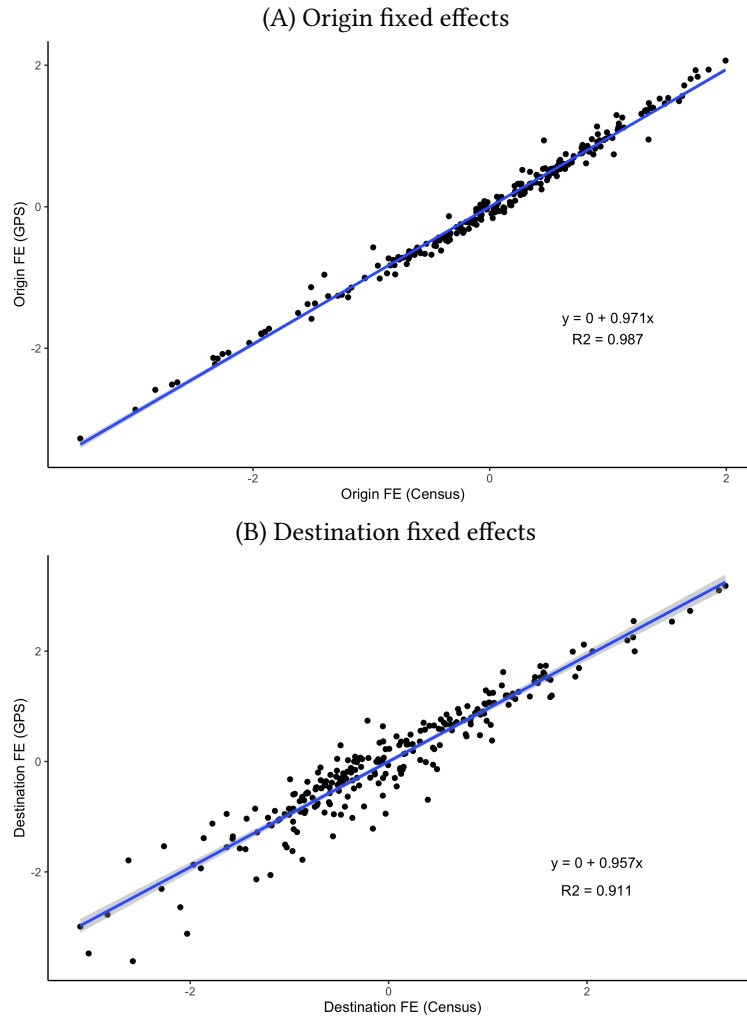 (A) Origin fixed effects
2
0
-2
Origin FE (GPS)
y = 0 + 0.971x
R2 = 0.987
-2
0
2
Origin FE (Census)
(B) Destination fixed effects
2
0
-2
Destination FE (GPS)
y = 0 + 0.957x
R2 = 0.911
-2
0
2
Destination FE (Census)